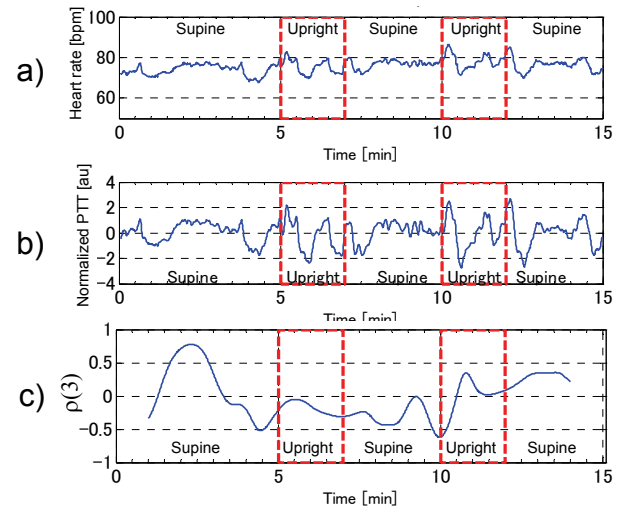 a)
Heart rate [bpm]
100
80
60
Supine Upright Supine Upright Supine
0 5 10 15
Time [min]
b)
Normalized PTT [au]
4
2
0
-2
-4
Supine Upright Supine Upright Supine
0 5 10 15
Time [min]
c)
ρ(3)
1
0.5
0
-0.5
-1
Supine Upright Supine Upright Supine
0 5 10 15
Time [min]